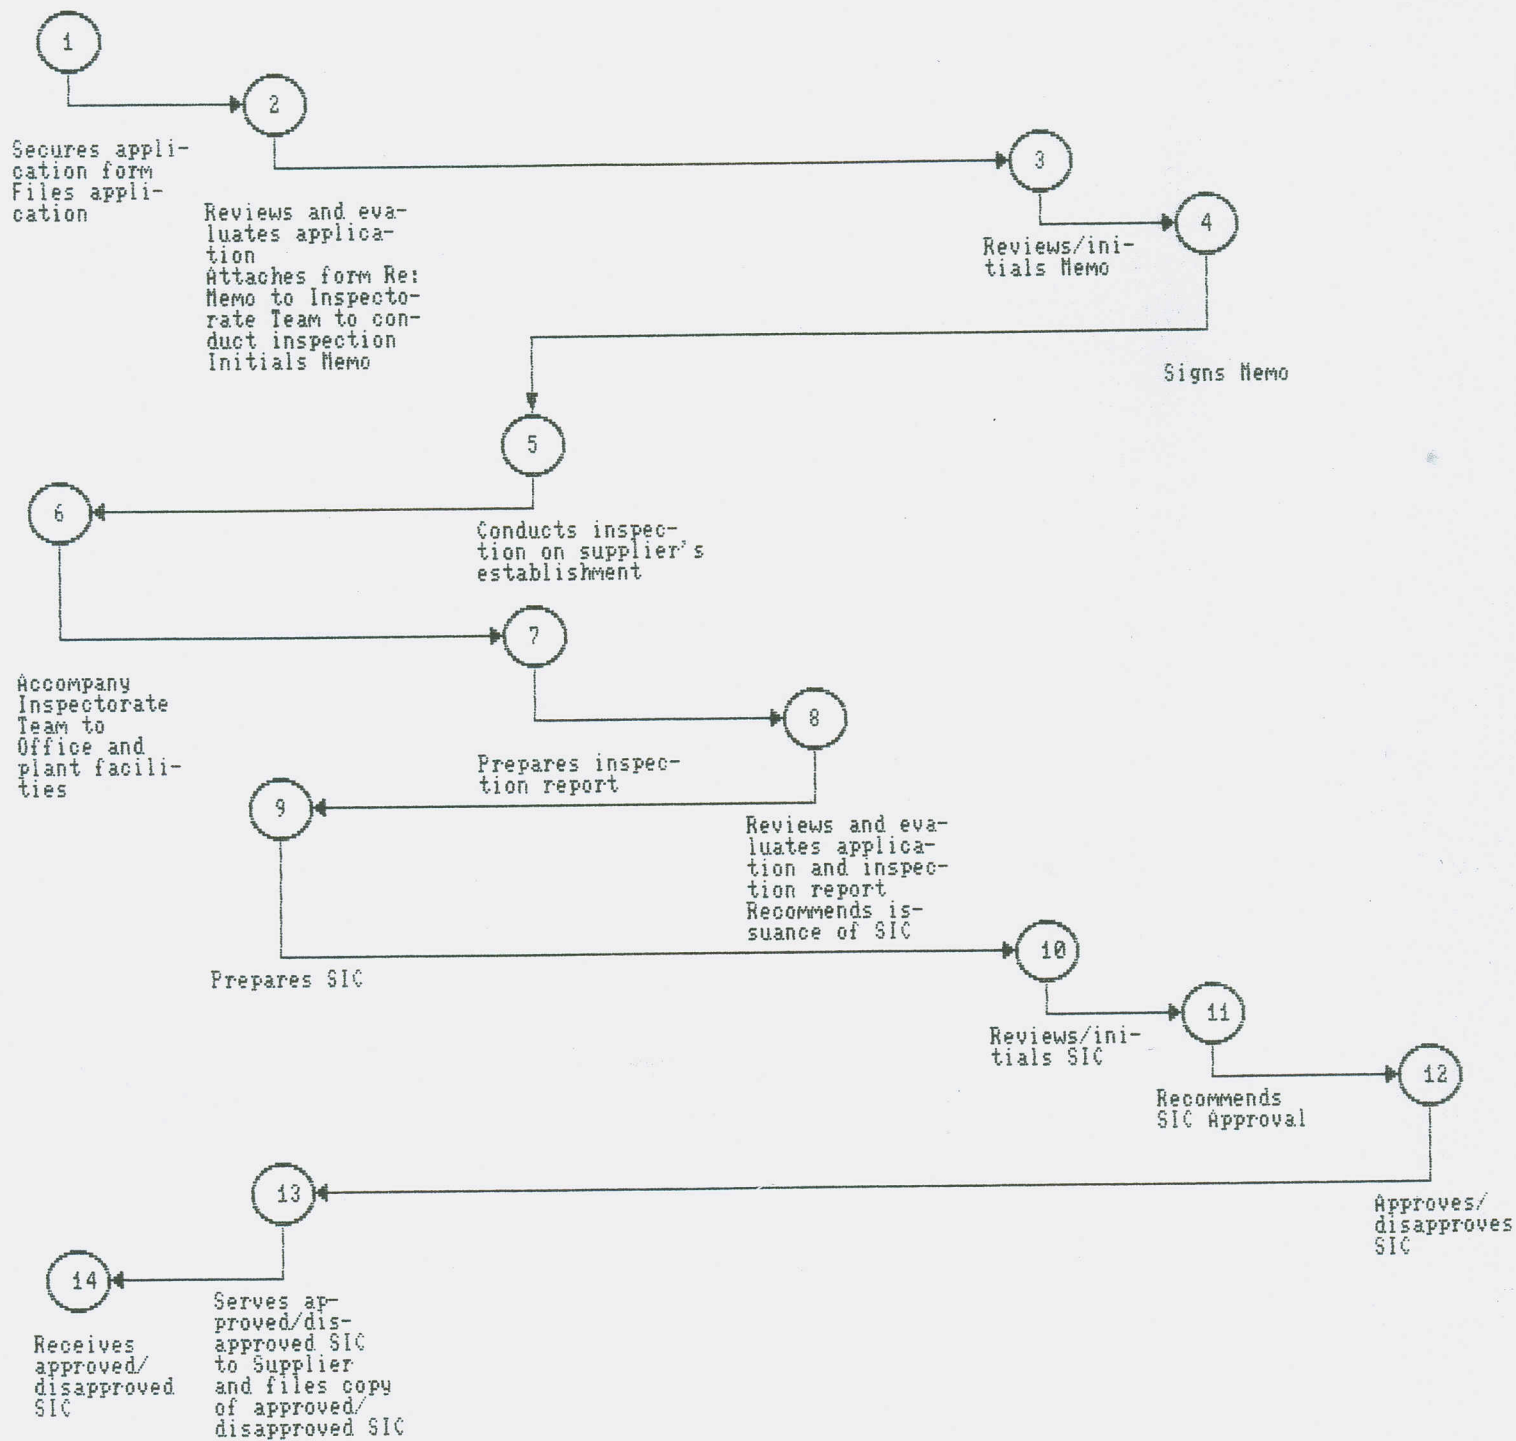 1
2
Secures appli-
cation form
Files appli-
cation
3
Reviews and eva-
luates applica-
tion
Attaches form Re:
Memo to Inspecto-
rate Team to con-
duct inspection
Initials Memo
4
Reviews/ini-
tials Memo
Signs Memo
5
6
Conducts inspec-
tion on supplier's
establishment
7
Accompany
Inspectorate
Team to
Office and
plant facili-
ties
8
Prepares inspec-
tion report
9
Reviews and eva-
luates applica-
tion and inspec-
tion report
Recommends is-
suance of SIC
10
Prepares SIC
11
Reviews/ini-
tials SIC
12
Recommends
SIC Approval
13
Approves/
disapproves
SIC
14
Serves ap-
proved/dis-
approved SIC
to Supplier
and files copy
of approved/
disapproved SIC
Receives
approved/
disapproved
SIC